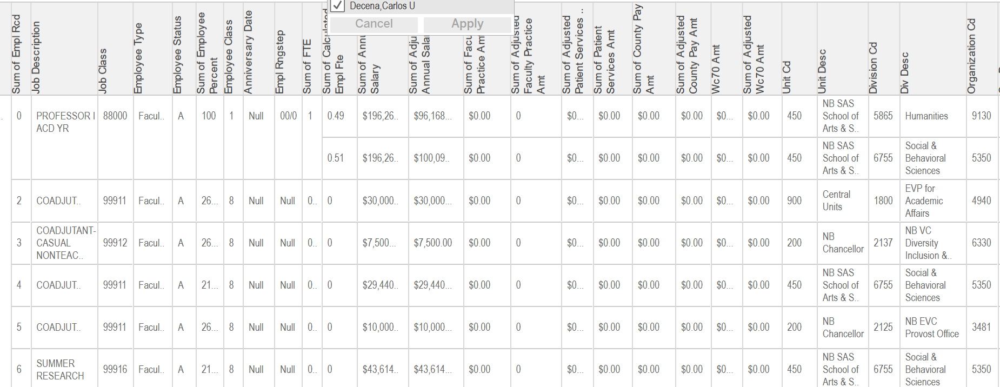 ✓ Decena,Carlos U
Cancel Apply
Sum of Empl Rcd
Job Description
Job Class
Employee Type
Employee Status
Sum of Employee
Percent
Employee Class
Anniversary Date
Empl Rngstep
Sum of FTE
Sum of Calculated
Empl Fte
Sum of Annu
Salary
Sum of Adju
Annual Salar
Sum of Facu
Practice Am
Sum of Adjusted
Faculty Practice
Amt
Sum of Adjusted
Patient Services ..
Sum of Patient
Services Amt
Sum of County Pay
Amt
Sum of Adjusted
County Pay Amt
Wc70 Amt
Sum of Adjusted
Wc70 Amt
Unit Cd
Unit Desc
Division Cd
Div Desc
Organization Cd
0 PROFESSOR I
ACD YR 88000 Facul.. A 100 1 Null 00/0 1 0.49 $196,26.. $96,168... $0.00 0 $0... $0.00 $0.00 $0.00 $0... $0.00 450 NB SAS
School of
Arts & S.. 5865 Humanities 9130
0.51 $196,26.. $100,09.. $0.00 0 $0... $0.00 $0.00 $0.00 $0... $0.00 450 NB SAS
School of
Arts & S.. 6755 Social &
Behavioral
Sciences 5350
2 COADJUT.. 99911 Facul.. A 26... 8 Null Null 0.. 0 $30,000.. $30,000... $0.00 0 $0... $0.00 $0.00 $0.00 $0... $0.00 900 Central
Units 1800 EVP for
Academic
Affairs 4940
3 COADJUTANT-
CASUAL
NONTEAC.. 99912 Facul.. A 26... 8 Null Null 0.. 0 $7,500... $7,500.00 $0.00 0 $0... $0.00 $0.00 $0.00 $0... $0.00 200 NB
Chancellor 2137 NB VC
Diversity
Inclusion &.. 6330
4 COADJUT.. 99911 Facul.. A 21... 8 Null Null 0.. 0 $29,440.. $29,440... $0.00 0 $0... $0.00 $0.00 $0.00 $0... $0.00 450 NB SAS
School of
Arts & S.. 6755 Social &
Behavioral
Sciences 5350
5 COADJUT.. 99911 Facul.. A 26... 8 Null Null 0.. 0 $10,000.. $10,000... $0.00 0 $0... $0.00 $0.00 $0.00 $0... $0.00 200 NB
Chancellor 2125 NB EVC
Provost Office 3481
6 SUMMER
RESEARCH 99916 Facul.. A 21... 8 Null Null 0.. 0 $43,614.. $43,614... $0.00 0 $0... $0.00 $0.00 $0.00 $0... $0.00 450 NB SAS
School of
Arts & S.. 6755 Social &
Behavioral
Sciences 5350